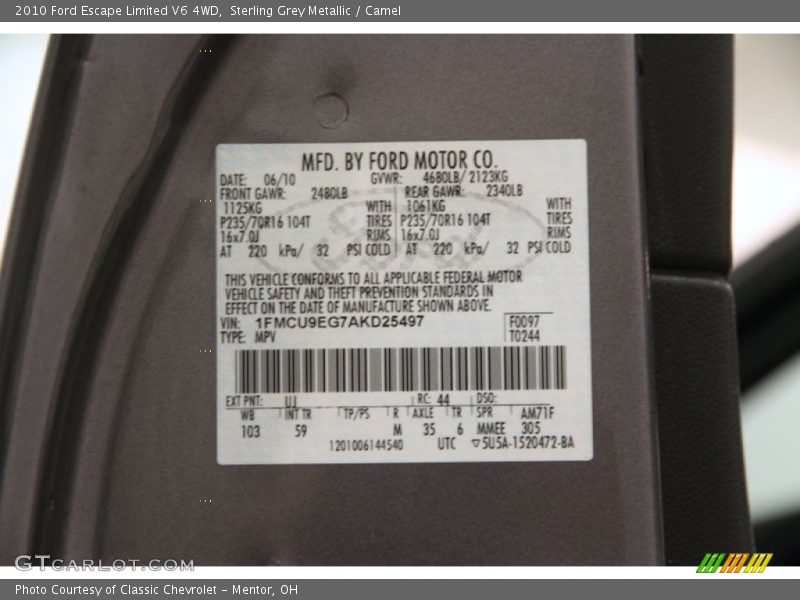 2010 Ford Escape Limited V6 4WD, Sterling Grey Metallic / Camel
MFD. BY FORD MOTOR CO.
DATE: 06/10 GVWR: 4680LB/ 2123KG
FRONT GAWR: 2480LB REAR GAWR: 2340LB
1125KG WITH 1061KG WITH
P235/70R16 104T TIRES P235/70R16 104T TIRES
16x7.0J RIMS 16x7.0J RIMS
AT 220 kPa/ 32 PSI COLD AT 220 kPa/ 32 PSI COLD
THIS VEHICLE CONFORMS TO ALL APPLICABLE FEDERAL MOTOR
VEHICLE SAFETY AND THEFT PREVENTION STANDARDS IN
EFFECT ON THE DATE OF MANUFACTURE SHOWN ABOVE.
VIN: 1FMCU9EG7AKD25497 F0097
TYPE: MPV T0244
EXT PNT: UJ RC: 44 DSO:
WB INT TR TP/PS R AXLE TR SPR AM71F
103 59 M 35 6 MMEE 305
1201006144540 UTC ▽5U5A-1520472-BA
GTCARLOT.COM
Photo Courtesy of Classic Chevrolet - Mentor, OH